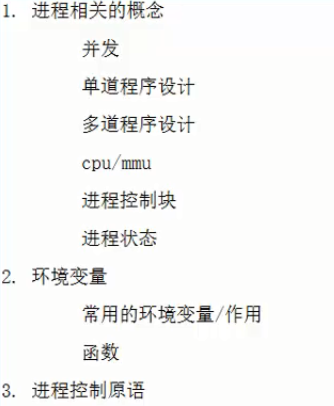 1. 进程相关的概念
并发
单道程序设计
多道程序设计
cpu/mmu
进程控制块
进程状态
2. 环境变量
常用的环境变量/作用
函数
3. 进程控制原语